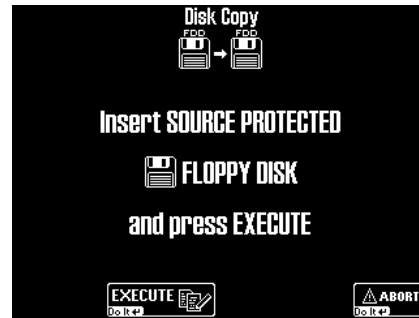 Disk Copy
FDD FDD
Insert SOURCE PROTECTED
FLOPPY DISK
and press EXECUTE
EXECUTE ABORT
Do It Do It